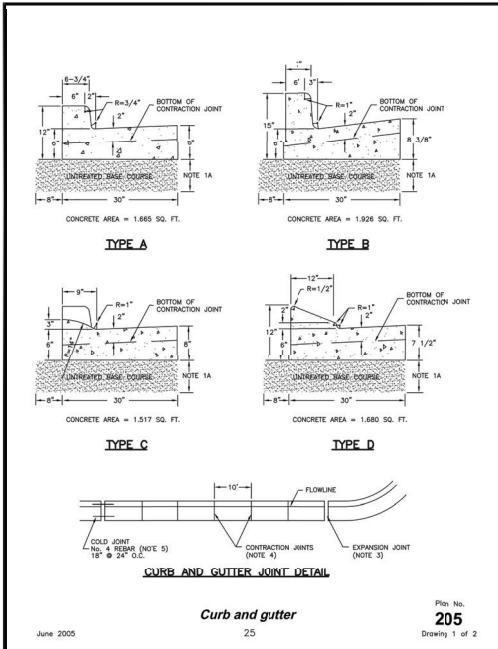 6-3/4"
6"
2"
R=3/4"
BOTTOM OF
CONTRACTION JOINT
2"
12"
UNTREATED BASE COURSE
NOTE 1A
8"
30"
CONCRETE AREA = 1.665 SQ. FT.
TYPE A
6'
3"
R=1"
BOTTOM OF
CONTRACTION JOINT
2"
15"
8 3/8"
UNTREATED BASE COURSE
NOTE 1A
8"
30"
CONCRETE AREA = 1.926 SQ. FT.
TYPE B
9"
R=1"
BOTTOM OF
CONTRACTION JOINT
2"
3"
6"
8"
UNTREATED BASE COURSE
NOTE 1A
8"
30"
CONCRETE AREA = 1.517 SQ. FT.
TYPE C
12"
R=1/2"
R=1"
BOTTOM OF
CONTRACTION JOINT
2"
2"
12"
6"
7 1/2"
UNTREATED BASE COURSE
NOTE 1A
8"
30"
CONCRETE AREA = 1.680 SQ. FT.
TYPE D
10'
FLOWLINE
COLD JOINT
No. 4 REBAR (NOTE 5)
18" @ 24" O.C.
CONTRACTION JOINTS
(NOTE 4)
EXPANSION JOINT
(NOTE 3)
CURB AND GUTTER JOINT DETAIL
Curb and gutter
June 2005
25
Plan No.
205
Drawing 1 of 2